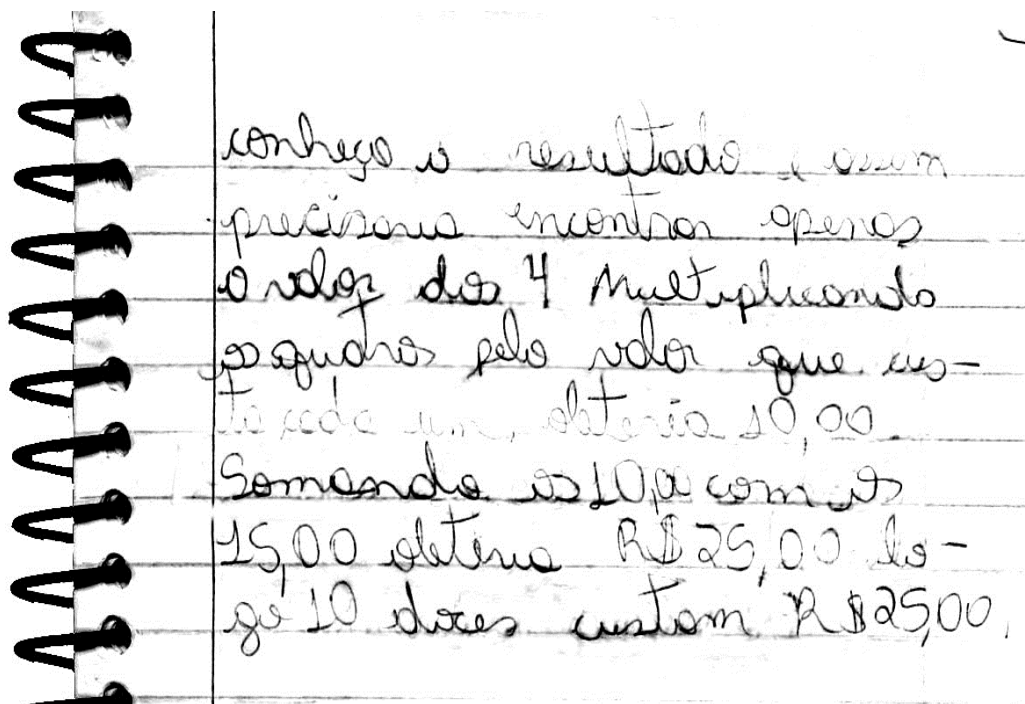 conheço o resultado e assim
precisaria encontrar apenas
o valor dos 4 Multiplicando
os quatros pelo valor que cus-
ta cada um, obteria 10,00.
Somando os 10,00 com os
15,00 obteria R$25,00 lo-
go 10 doces custam R$25,00.